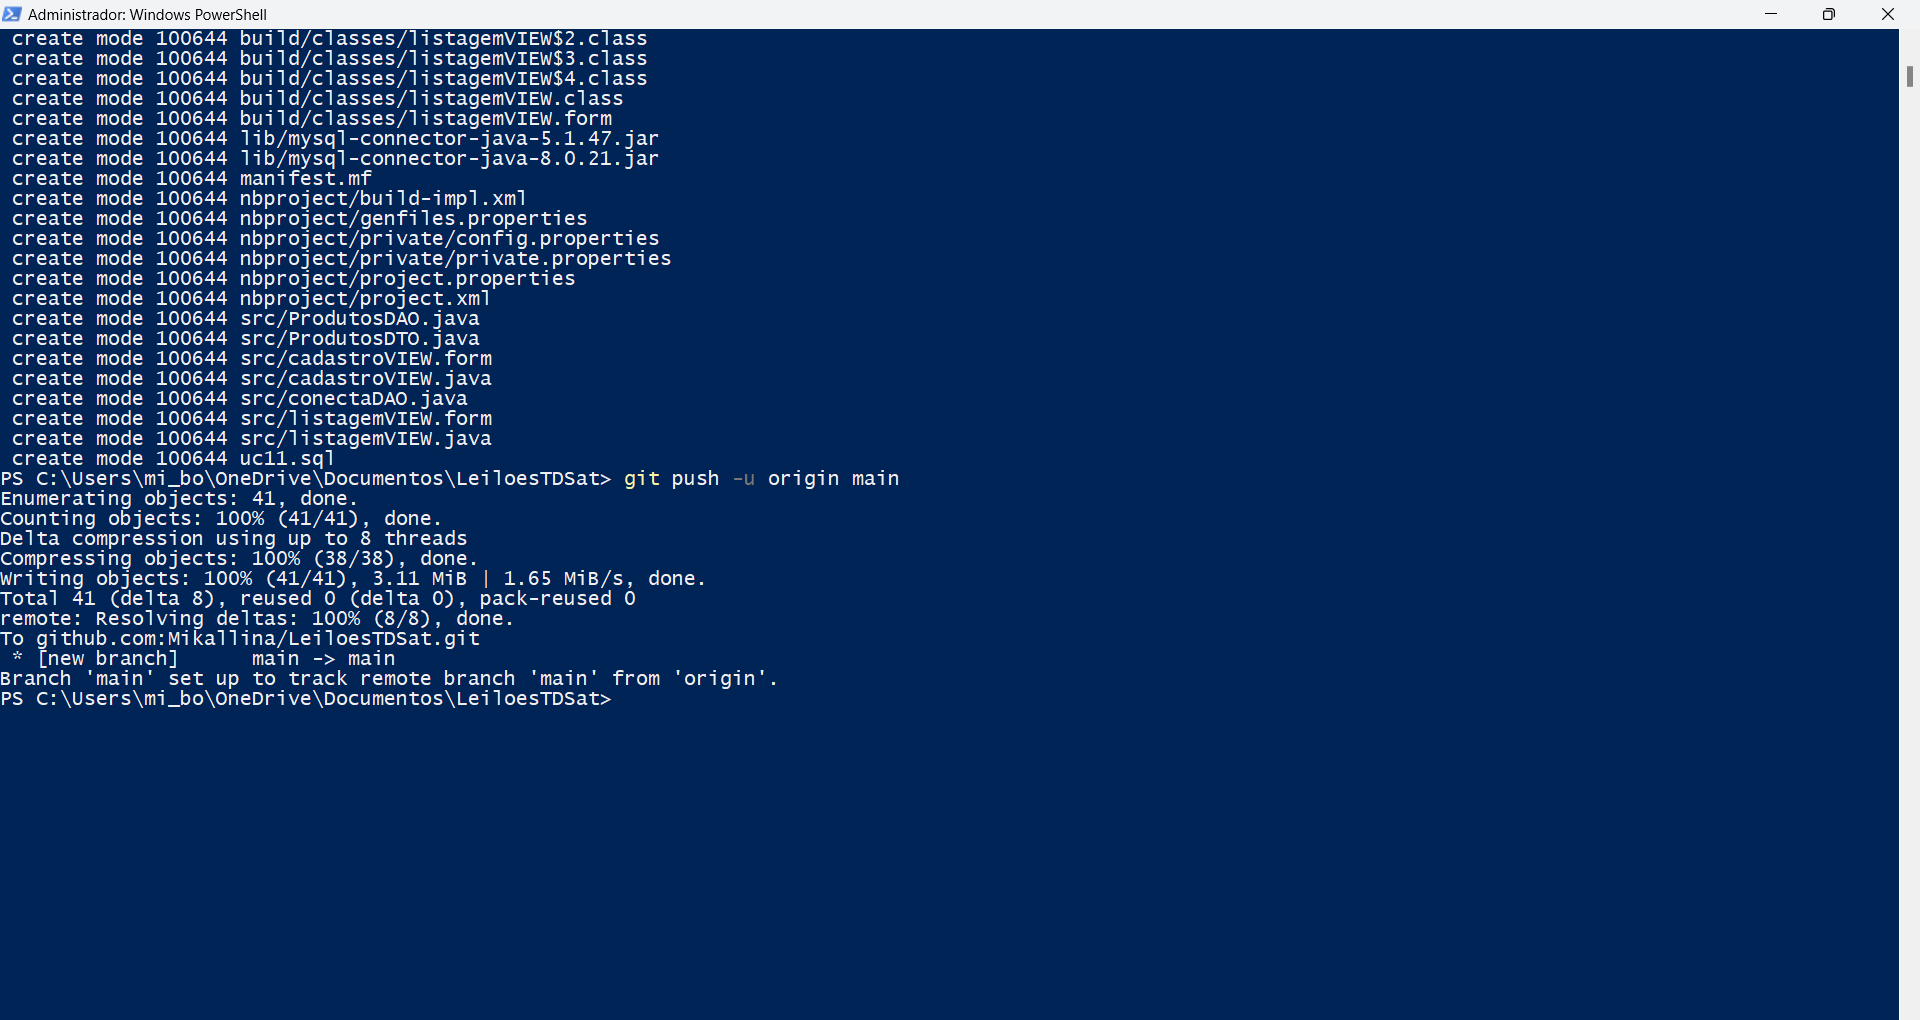 Administrador: Windows PowerShell
create mode 100644 build/classes/listagemVIEW$2.class
create mode 100644 build/classes/listagemVIEW$3.class
create mode 100644 build/classes/listagemVIEW$4.class
create mode 100644 build/classes/listagemVIEW.class
create mode 100644 build/classes/listagemVIEW.form
create mode 100644 lib/mysql-connector-java-5.1.47.jar
create mode 100644 lib/mysql-connector-java-8.0.21.jar
create mode 100644 manifest.mf
create mode 100644 nbproject/build-impl.xml
create mode 100644 nbproject/genfiles.properties
create mode 100644 nbproject/private/config.properties
create mode 100644 nbproject/private/private.properties
create mode 100644 nbproject/project.properties
create mode 100644 nbproject/project.xml
create mode 100644 src/ProdutosDAO.java
create mode 100644 src/ProdutosDTO.java
create mode 100644 src/cadastroVIEW.form
create mode 100644 src/cadastroVIEW.java
create mode 100644 src/conectaDAO.java
create mode 100644 src/listagemVIEW.form
create mode 100644 src/listagemVIEW.java
create mode 100644 uc11.sql
PS C:\Users\mi_bo\OneDrive\Documentos\LeiloesTDSat> git push -u origin main
Enumerating objects: 41, done.
Counting objects: 100% (41/41), done.
Delta compression using up to 8 threads
Compressing objects: 100% (38/38), done.
Writing objects: 100% (41/41), 3.11 MiB | 1.65 MiB/s, done.
Total 41 (delta 8), reused 0 (delta 0), pack-reused 0
remote: Resolving deltas: 100% (8/8), done.
To github.com:Mikallina/LeiloesTDSat.git
* [new branch]      main -> main
Branch 'main' set up to track remote branch 'main' from 'origin'.
PS C:\Users\mi_bo\OneDrive\Documentos\LeiloesTDSat>